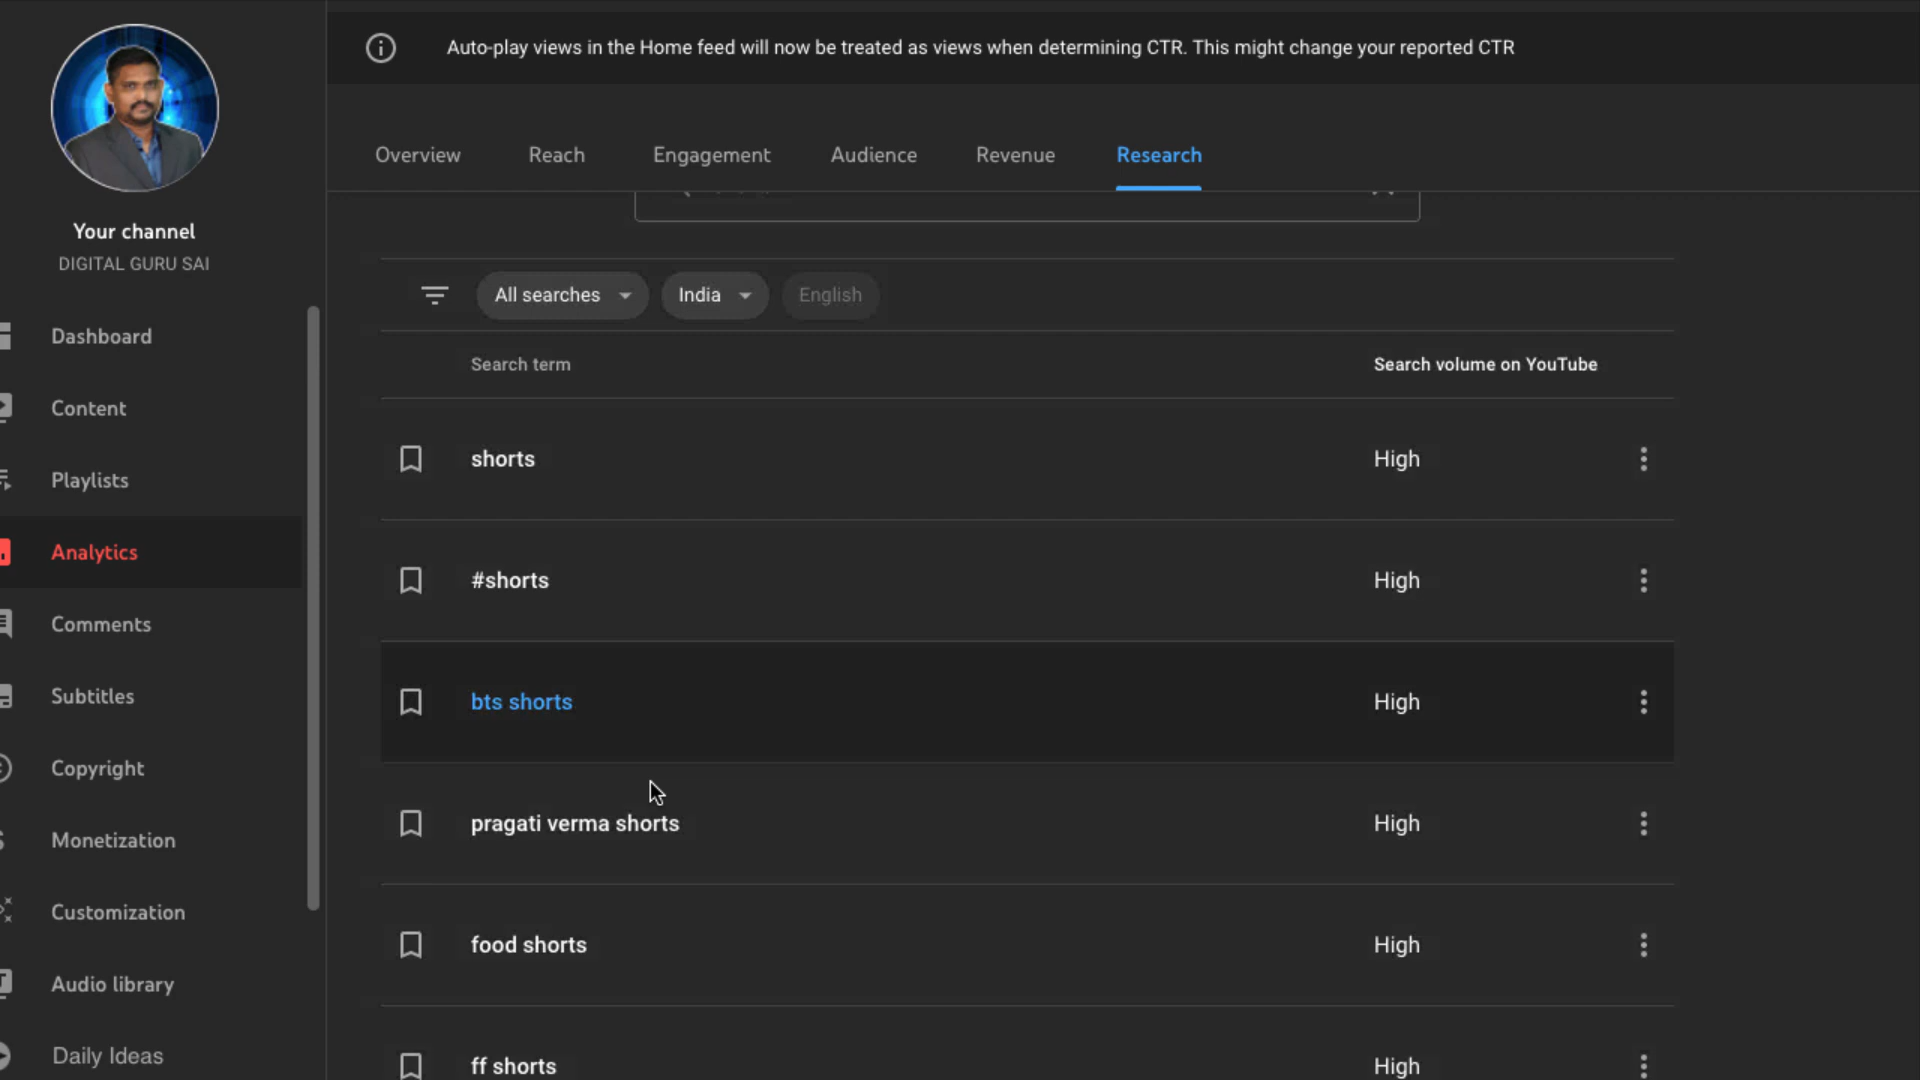 Auto-play views in the Home feed will now be treated as views when determining CTR. This might change your reported CTR
Overview Reach Engagement Audience Revenue Research
Your channel
DIGITAL GURU SAI
Dashboard
Content
Playlists
Analytics
Comments
Subtitles
Copyright
Monetization
Customization
Audio library
Daily Ideas
All searches India English
Search term Search volume on YouTube
shorts High
#shorts High
bts shorts High
pragati verma shorts High
food shorts High
ff shorts High